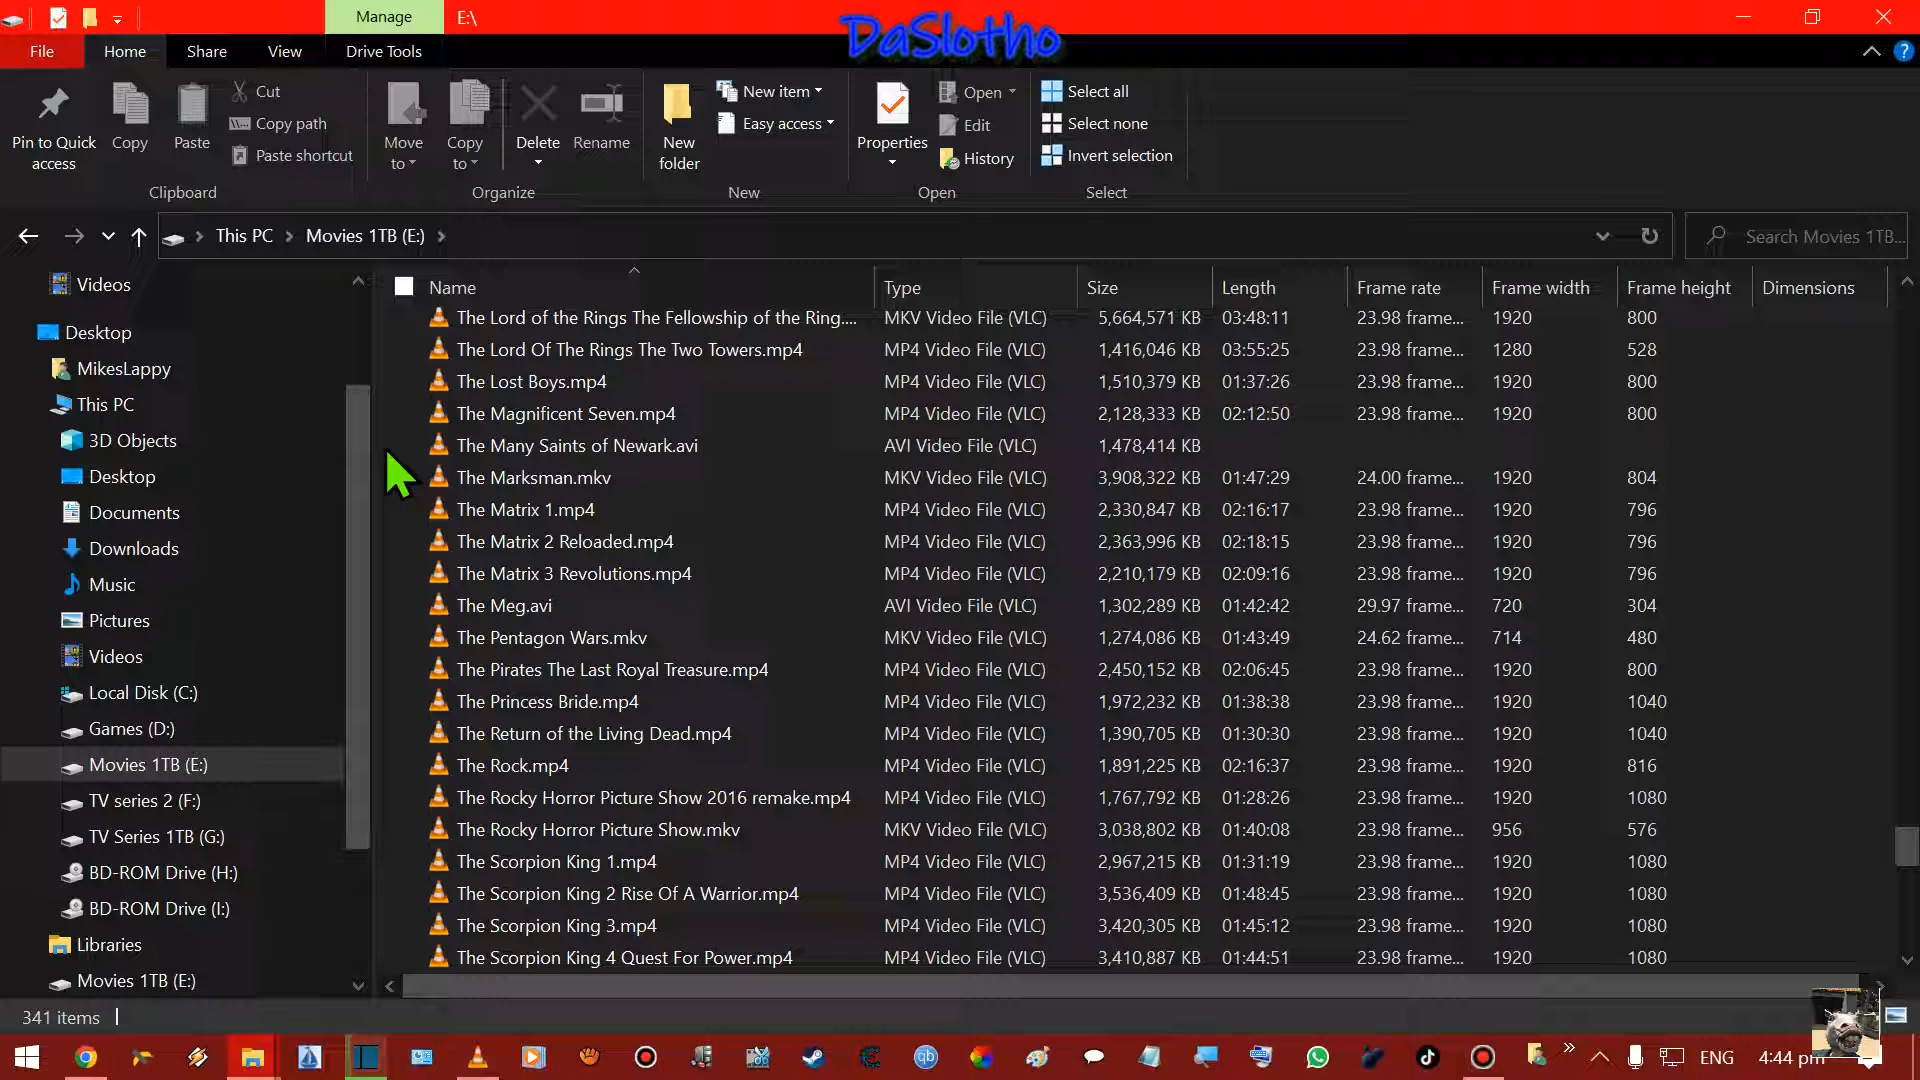 Manage E:\
DaSlotho
File Home Share View Drive Tools
Pin to Quick access
Copy
Paste
Cut
Copy path
Paste shortcut
Clipboard
Move to
Copy to
Delete
Rename
Organize
New folder
New item
Easy access
New
Properties
Open
Edit
History
Open
Select all
Select none
Invert selection
Select
This PC Movies 1TB (E:)
Search Movies 1TB...
Videos
Desktop
MikesLappy
This PC
3D Objects
Desktop
Documents
Downloads
Music
Pictures
Videos
Local Disk (C:)
Games (D:)
Movies 1TB (E:)
TV series 2 (F:)
TV Series 1TB (G:)
BD-ROM Drive (H:)
BD-ROM Drive (I:)
Libraries
Movies 1TB (E:)
Name Type Size Length Frame rate Frame width Frame height Dimensions
The Lord of the Rings The Fellowship of the Ring.... MKV Video File (VLC) 5,664,571 KB 03:48:11 23.98 frame... 1920 800
The Lord Of The Rings The Two Towers.mp4 MP4 Video File (VLC) 1,416,046 KB 03:55:25 23.98 frame... 1280 528
The Lost Boys.mp4 MP4 Video File (VLC) 1,510,379 KB 01:37:26 23.98 frame... 1920 800
The Magnificent Seven.mp4 MP4 Video File (VLC) 2,128,333 KB 02:12:50 23.98 frame... 1920 800
The Many Saints of Newark.avi AVI Video File (VLC) 1,478,414 KB
The Marksman.mkv MKV Video File (VLC) 3,908,322 KB 01:47:29 24.00 frame... 1920 804
The Matrix 1.mp4 MP4 Video File (VLC) 2,330,847 KB 02:16:17 23.98 frame... 1920 796
The Matrix 2 Reloaded.mp4 MP4 Video File (VLC) 2,363,996 KB 02:18:15 23.98 frame... 1920 796
The Matrix 3 Revolutions.mp4 MP4 Video File (VLC) 2,210,179 KB 02:09:16 23.98 frame... 1920 796
The Meg.avi AVI Video File (VLC) 1,302,289 KB 01:42:42 29.97 frame... 720 304
The Pentagon Wars.mkv MKV Video File (VLC) 1,274,086 KB 01:43:49 24.62 frame... 714 480
The Pirates The Last Royal Treasure.mp4 MP4 Video File (VLC) 2,450,152 KB 02:06:45 23.98 frame... 1920 800
The Princess Bride.mp4 MP4 Video File (VLC) 1,972,232 KB 01:38:38 23.98 frame... 1920 1040
The Return of the Living Dead.mp4 MP4 Video File (VLC) 1,390,705 KB 01:30:30 23.98 frame... 1920 1040
The Rock.mp4 MP4 Video File (VLC) 1,891,225 KB 02:16:37 23.98 frame... 1920 816
The Rocky Horror Picture Show 2016 remake.mp4 MP4 Video File (VLC) 1,767,792 KB 01:28:26 23.98 frame... 1920 1080
The Rocky Horror Picture Show.mkv MKV Video File (VLC) 3,038,802 KB 01:40:08 23.98 frame... 956 576
The Scorpion King 1.mp4 MP4 Video File (VLC) 2,967,215 KB 01:31:19 23.98 frame... 1920 1080
The Scorpion King 2 Rise Of A Warrior.mp4 MP4 Video File (VLC) 3,536,409 KB 01:48:45 23.98 frame... 1920 1080
The Scorpion King 3.mp4 MP4 Video File (VLC) 3,420,305 KB 01:45:12 23.98 frame... 1920 1080
The Scorpion King 4 Quest For Power.mp4 MP4 Video File (VLC) 3,410,887 KB 01:44:51 23.98 frame... 1920 1080
341 items
qb ENG 4:44 pm